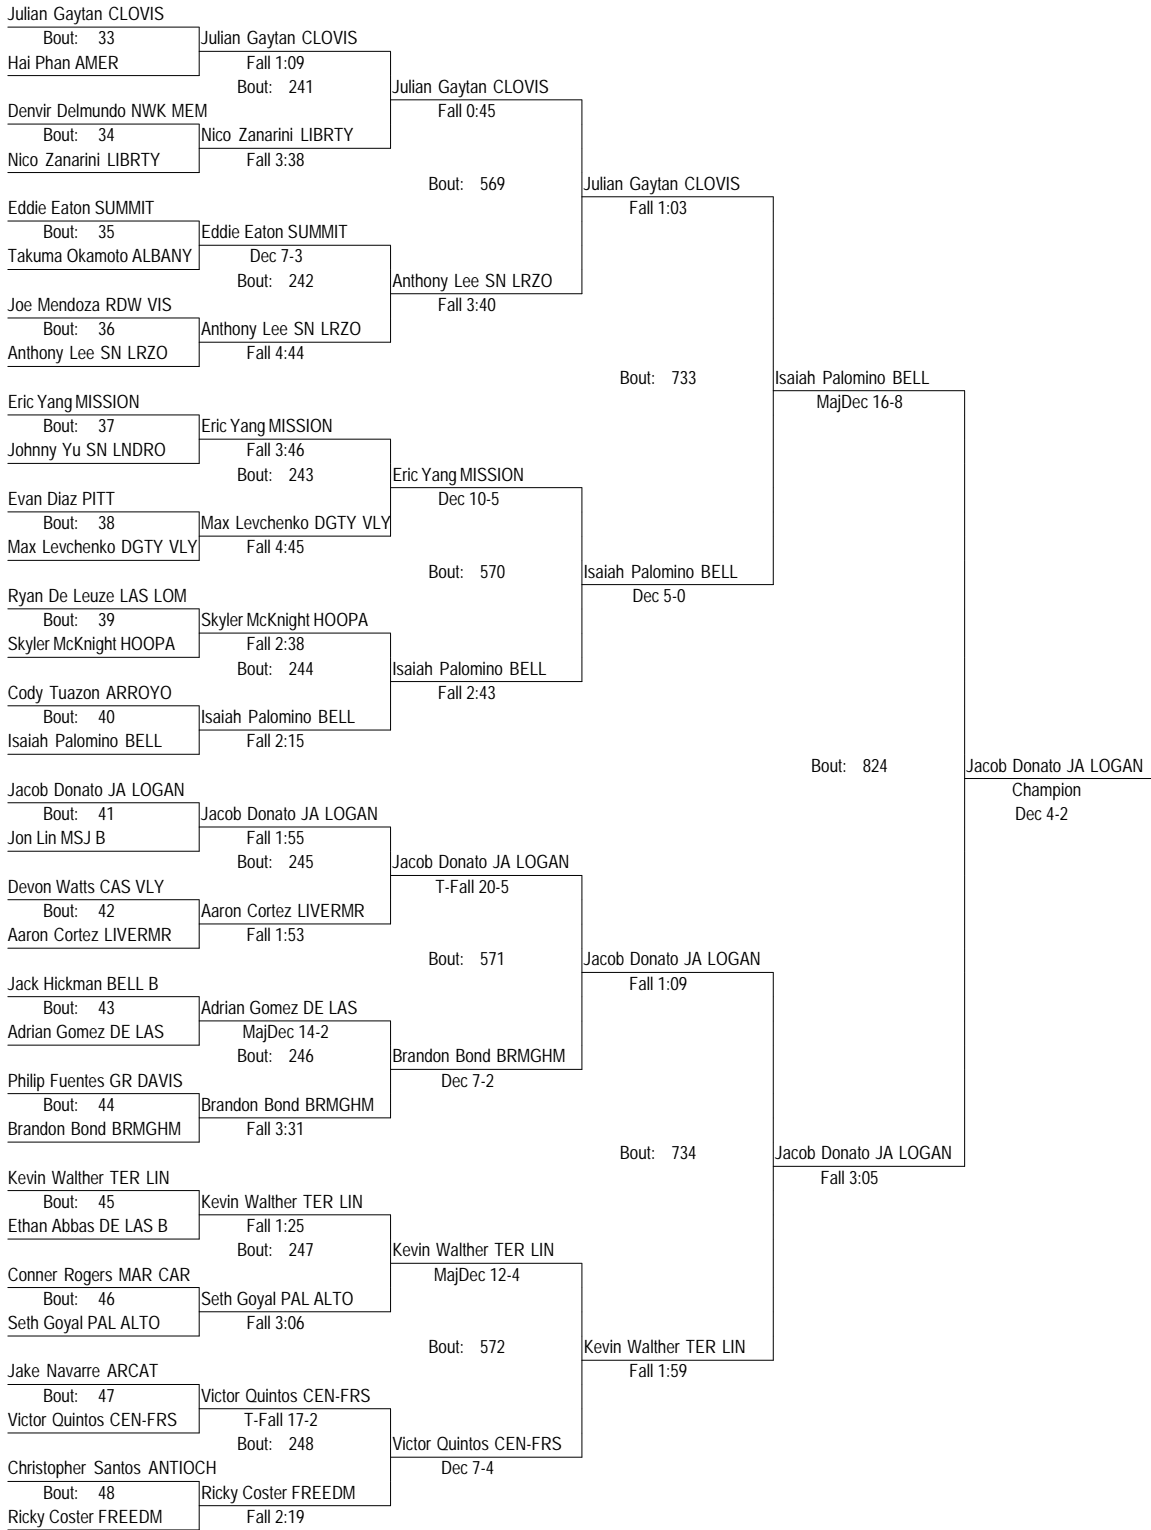 Julian Gaytan CLOVIS
Bout: 33 Julian Gaytan CLOVIS
Hai Phan AMER Fall 1:09
Bout: 241 Julian Gaytan CLOVIS
Denvir Delmundo NWK MEM Fall 0:45
Bout: 34 Nico Zanarini LIBRTY
Nico Zanarini LIBRTY Fall 3:38
Bout: 569 Julian Gaytan CLOVIS
Eddie Eaton SUMMIT Fall 1:03
Bout: 35 Eddie Eaton SUMMIT
Takuma Okamoto ALBANY Dec 7-3
Bout: 242 Anthony Lee SN LRZO
Joe Mendoza RDW VIS Fall 3:40
Bout: 36 Anthony Lee SN LRZO
Anthony Lee SN LRZO Fall 4:44
Bout: 733 Isaiah Palomino BELL
Eric Yang MISSION MajDec 16-8
Bout: 37 Eric Yang MISSION
Johnny Yu SN LNDRO Fall 3:46
Bout: 243 Eric Yang MISSION
Evan Diaz PITT Dec 10-5
Bout: 38 Max Levchenko DGTY VLY
Max Levchenko DGTY VLY Fall 4:45
Bout: 570 Isaiah Palomino BELL
Ryan De Leuze LAS LOM Dec 5-0
Bout: 39 Skyler McKnight HOOPA
Skyler McKnight HOOPA Fall 2:38
Bout: 244 Isaiah Palomino BELL
Cody Tuazon ARROYO Fall 2:43
Bout: 40 Isaiah Palomino BELL
Isaiah Palomino BELL Fall 2:15
Bout: 824 Jacob Donato JA LOGAN
Jacob Donato JA LOGAN Champion
Bout: 41 Jacob Donato JA LOGAN Dec 4-2
Jon Lin MSJ B Fall 1:55
Bout: 245 Jacob Donato JA LOGAN
Devon Watts CAS VLY T-Fall 20-5
Bout: 42 Aaron Cortez LIVERMR
Aaron Cortez LIVERMR Fall 1:53
Bout: 571 Jacob Donato JA LOGAN
Jack Hickman BELL B Fall 1:09
Bout: 43 Adrian Gomez DE LAS
Adrian Gomez DE LAS MajDec 14-2
Bout: 246 Brandon Bond BRMGHM
Philip Fuentes GR DAVIS Dec 7-2
Bout: 44 Brandon Bond BRMGHM
Brandon Bond BRMGHM Fall 3:31
Bout: 734 Jacob Donato JA LOGAN
Kevin Walther TER LIN Fall 3:05
Bout: 45 Kevin Walther TER LIN
Ethan Abbas DE LAS B Fall 1:25
Bout: 247 Kevin Walther TER LIN
Conner Rogers MAR CAR MajDec 12-4
Bout: 46 Seth Goyal PAL ALTO
Seth Goyal PAL ALTO Fall 3:06
Bout: 572 Kevin Walther TER LIN
Jake Navarre ARCAT Fall 1:59
Bout: 47 Victor Quintos CEN-FRS
Victor Quintos CEN-FRS T-Fall 17-2
Bout: 248 Victor Quintos CEN-FRS
Christopher Santos ANTIOCH Dec 7-4
Bout: 48 Ricky Coster FREEDM
Ricky Coster FREEDM Fall 2:19